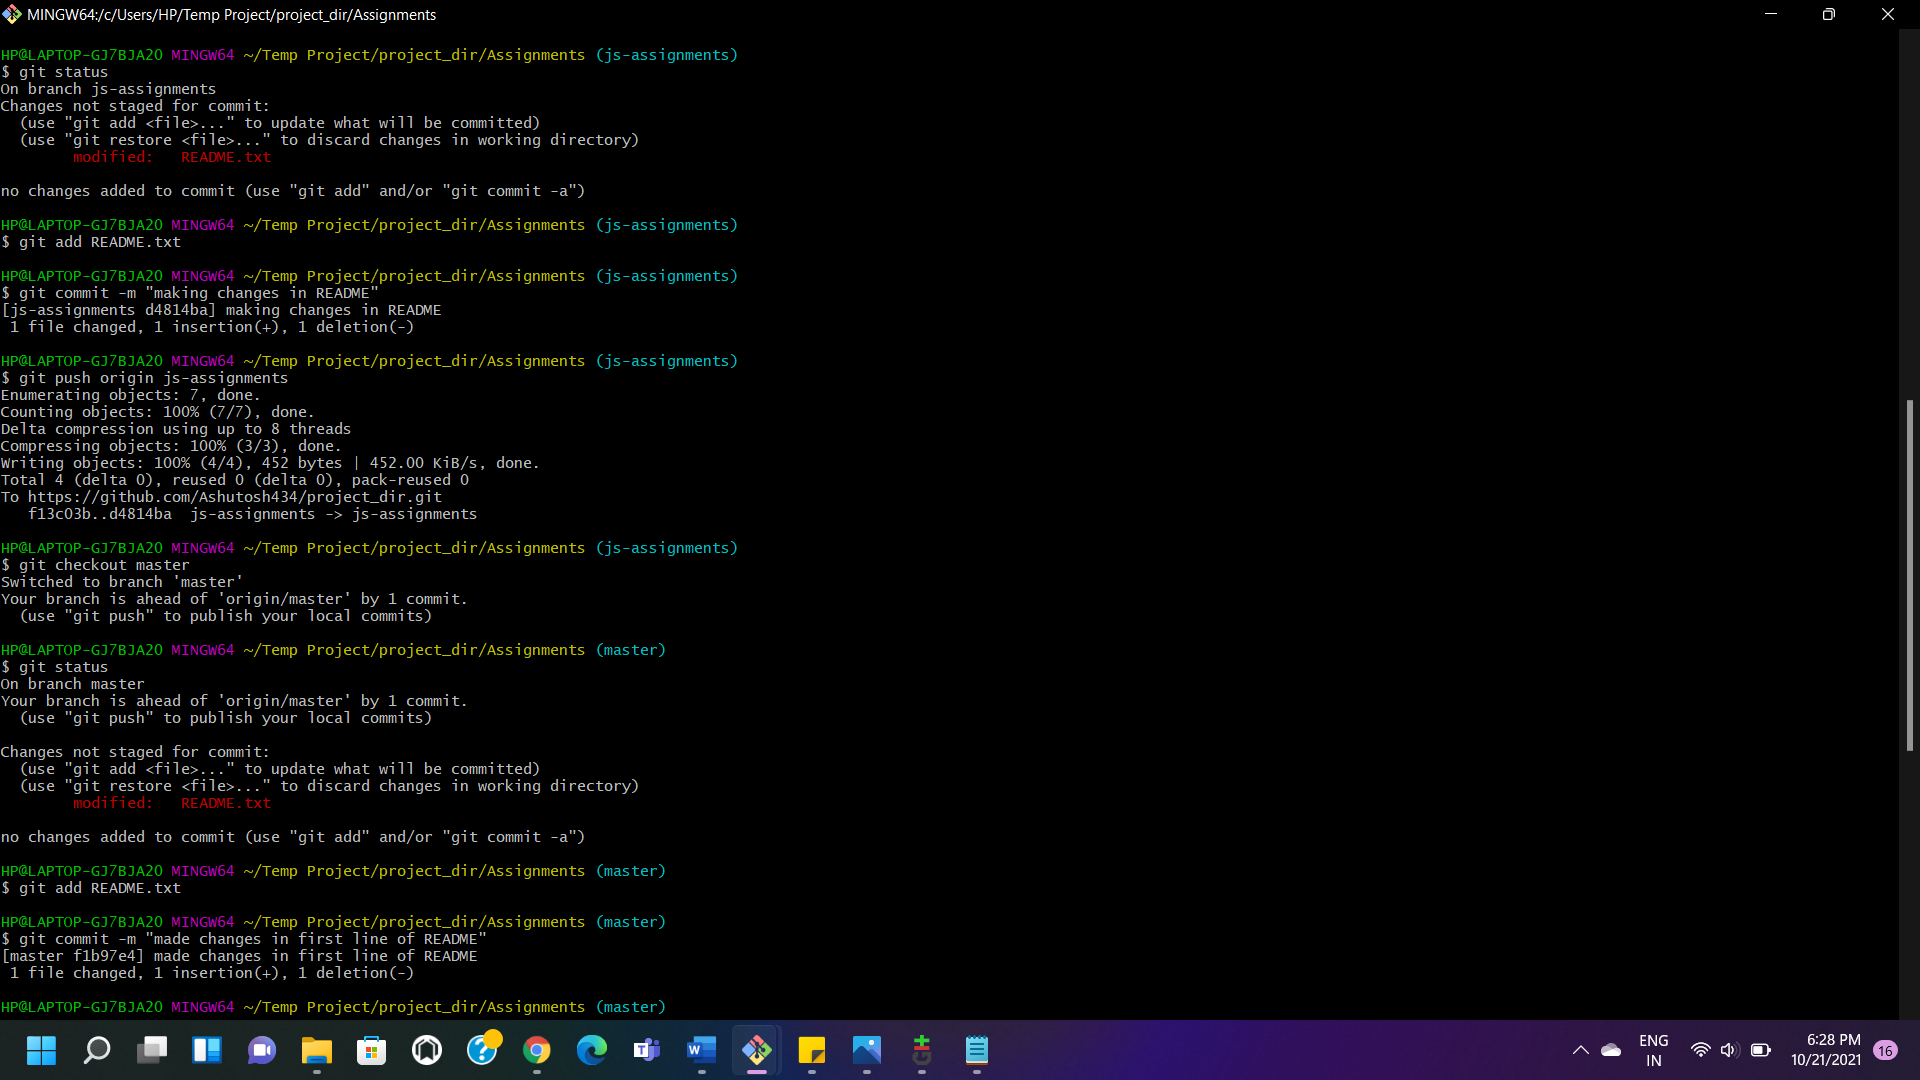 MINGW64:/c/Users/HP/Temp Project/project_dir/Assignments
HP@LAPTOP-GJ7BJA2O MINGW64 ~/Temp Project/project_dir/Assignments (js-assignments)
$ git status
On branch js-assignments
Changes not staged for commit:
  (use "git add <file>..." to update what will be committed)
  (use "git restore <file>..." to discard changes in working directory)
        modified:   README.txt
no changes added to commit (use "git add" and/or "git commit -a")
HP@LAPTOP-GJ7BJA2O MINGW64 ~/Temp Project/project_dir/Assignments (js-assignments)
$ git add README.txt
HP@LAPTOP-GJ7BJA2O MINGW64 ~/Temp Project/project_dir/Assignments (js-assignments)
$ git commit -m "making changes in README"
[js-assignments d4814ba] making changes in README
 1 file changed, 1 insertion(+), 1 deletion(-)
HP@LAPTOP-GJ7BJA2O MINGW64 ~/Temp Project/project_dir/Assignments (js-assignments)
$ git push origin js-assignments
Enumerating objects: 7, done.
Counting objects: 100% (7/7), done.
Delta compression using up to 8 threads
Compressing objects: 100% (3/3), done.
Writing objects: 100% (4/4), 452 bytes | 452.00 KiB/s, done.
Total 4 (delta 0), reused 0 (delta 0), pack-reused 0
To https://github.com/Ashutosh434/project_dir.git
   f13c03b..d4814ba  js-assignments -> js-assignments
HP@LAPTOP-GJ7BJA2O MINGW64 ~/Temp Project/project_dir/Assignments (js-assignments)
$ git checkout master
Switched to branch 'master'
Your branch is ahead of 'origin/master' by 1 commit.
  (use "git push" to publish your local commits)
HP@LAPTOP-GJ7BJA2O MINGW64 ~/Temp Project/project_dir/Assignments (master)
$ git status
On branch master
Your branch is ahead of 'origin/master' by 1 commit.
  (use "git push" to publish your local commits)
Changes not staged for commit:
  (use "git add <file>..." to update what will be committed)
  (use "git restore <file>..." to discard changes in working directory)
        modified:   README.txt
no changes added to commit (use "git add" and/or "git commit -a")
HP@LAPTOP-GJ7BJA2O MINGW64 ~/Temp Project/project_dir/Assignments (master)
$ git add README.txt
HP@LAPTOP-GJ7BJA2O MINGW64 ~/Temp Project/project_dir/Assignments (master)
$ git commit -m "made changes in first line of README"
[master f1b97e4] made changes in first line of README
 1 file changed, 1 insertion(+), 1 deletion(-)
HP@LAPTOP-GJ7BJA2O MINGW64 ~/Temp Project/project_dir/Assignments (master)
ENG
IN
6:28 PM
10/21/2021
16